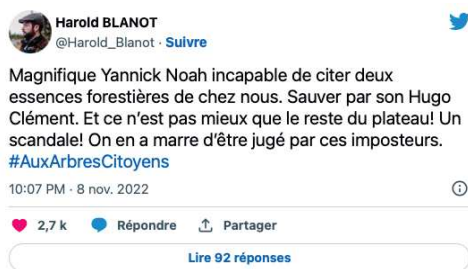 Harold BLANOT
@Harold_Blanot · Suivre
Magnifique Yannick Noah incapable de citer deux
essences forestières de chez nous. Sauver par son Hugo
Clément. Et ce n'est pas mieux que le reste du plateau! Un
scandale! On en a marre d'être jugé par ces imposteurs.
#AuxArbresCitoyens
10:07 PM · 8 nov. 2022
2,7 k Répondre Partager
Lire 92 réponses